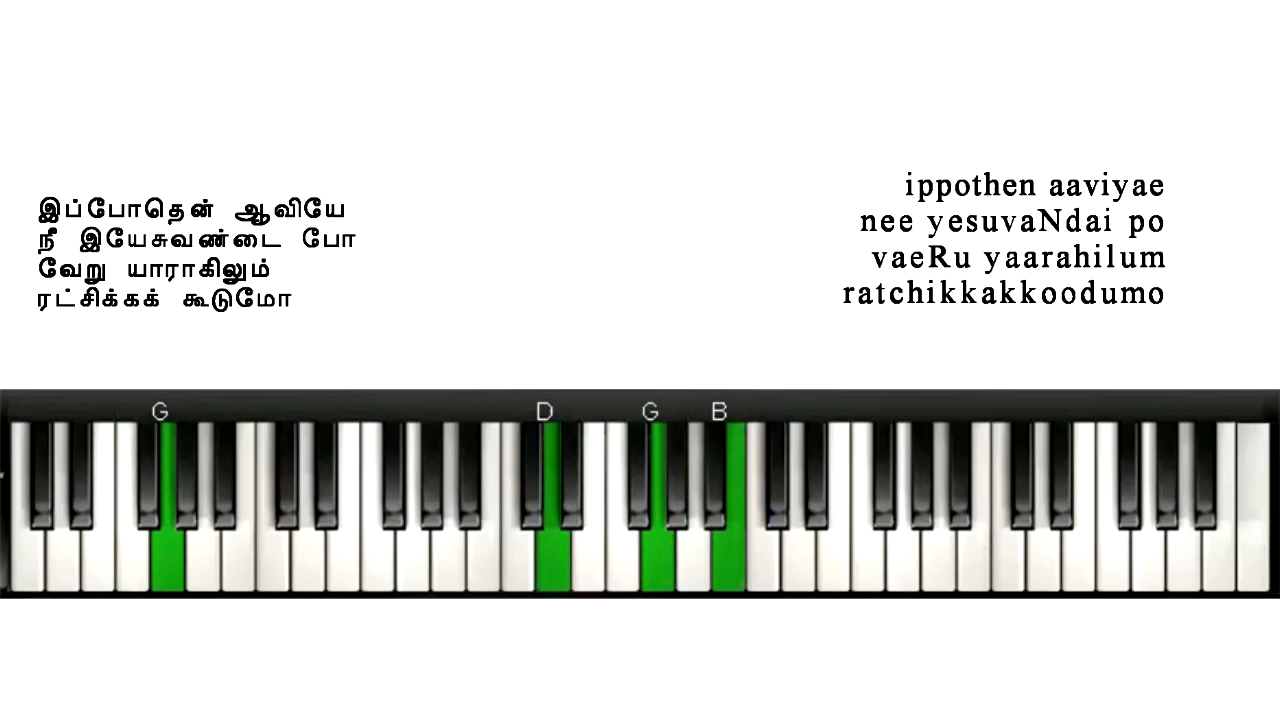 இப்போதென் ஆவியே
நீ இயேசுவண்டை போ
வேறு யாராகிலும்
ரட்சிக்கக் கூடுமோ
ippothen aaviyae
nee yesuvaNdai po
vaeRu yaarahilum
ratchikkakkoodumo
G D G B